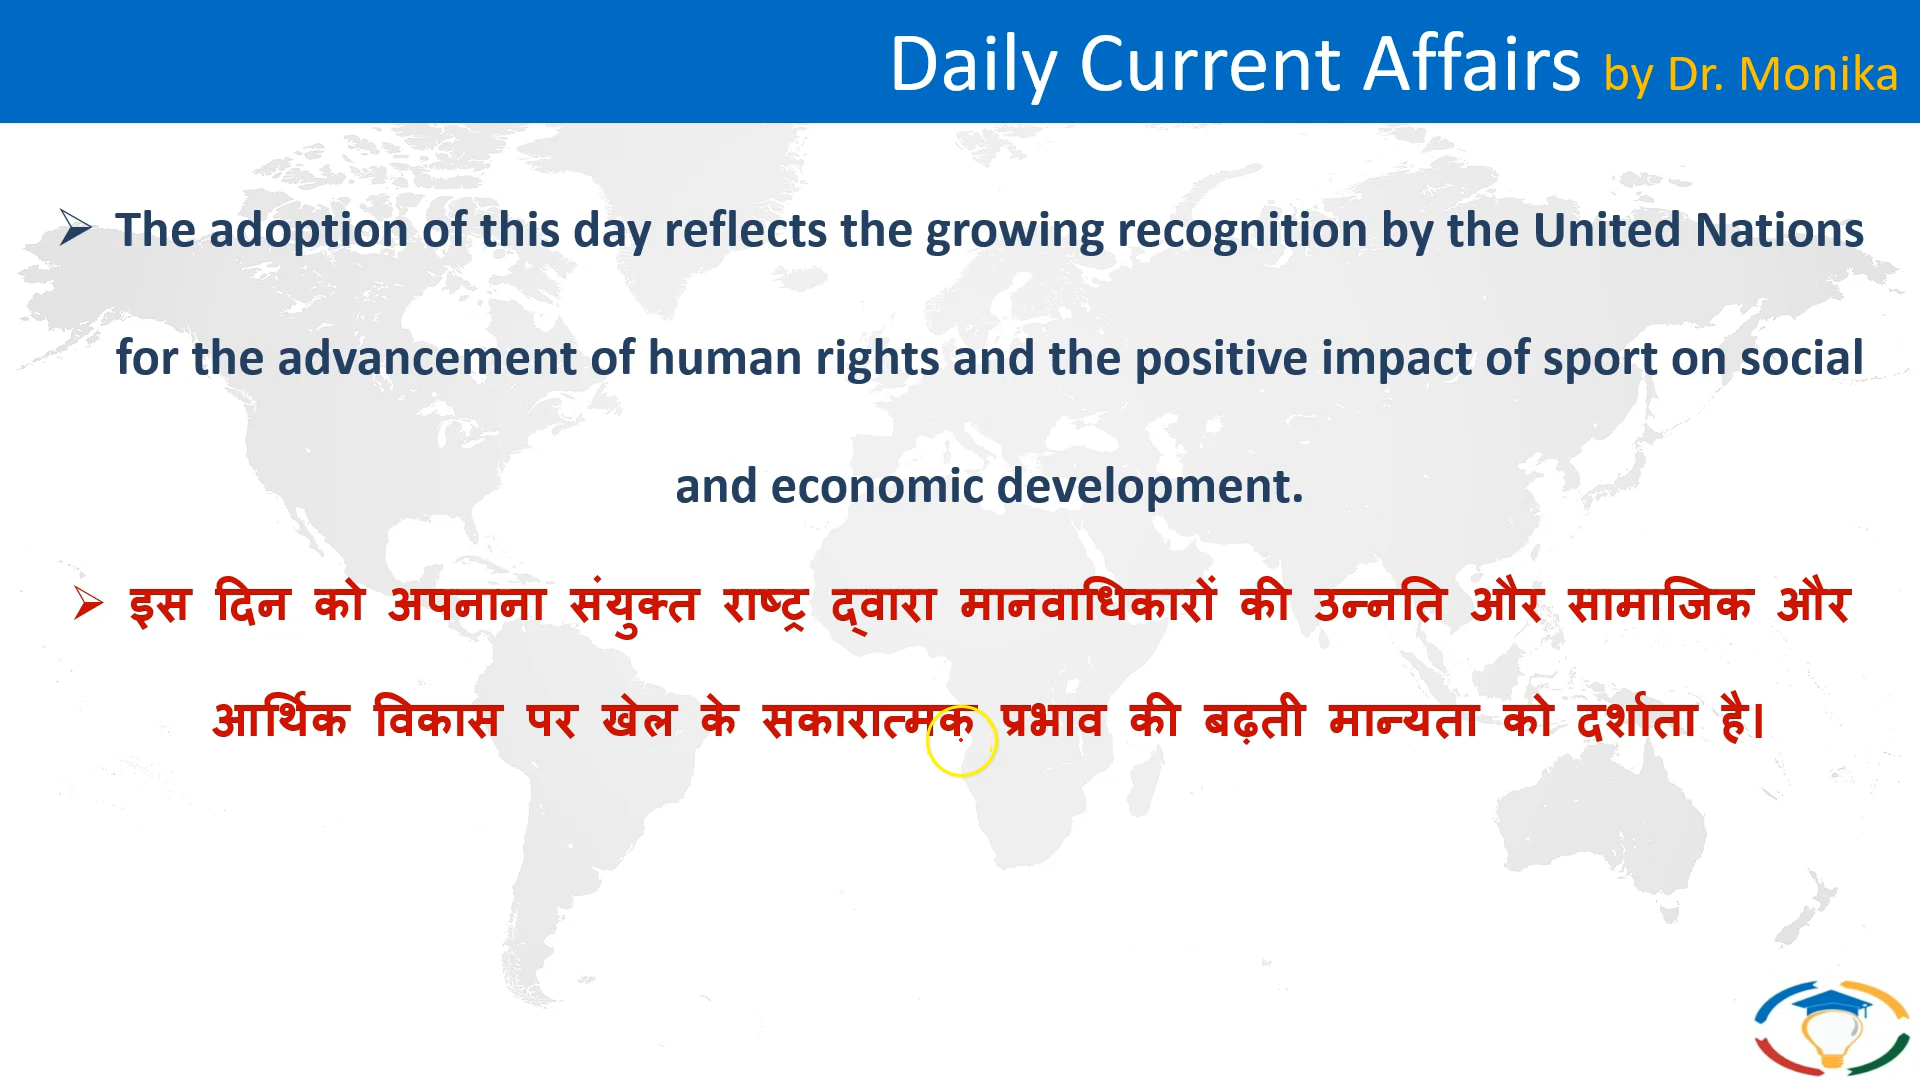 Daily Current Affairs by Dr. Monika
➢ The adoption of this day reflects the growing recognition by the United Nations
for the advancement of human rights and the positive impact of sport on social
and economic development.
➢ इस दिन को अपनाना संयुक्त राष्ट्र द्वारा मानवाधिकारों की उन्नति और सामाजिक और
आर्थिक विकास पर खेल के सकारात्मक प्रभाव की बढ़ती मान्यता को दर्शाता है।